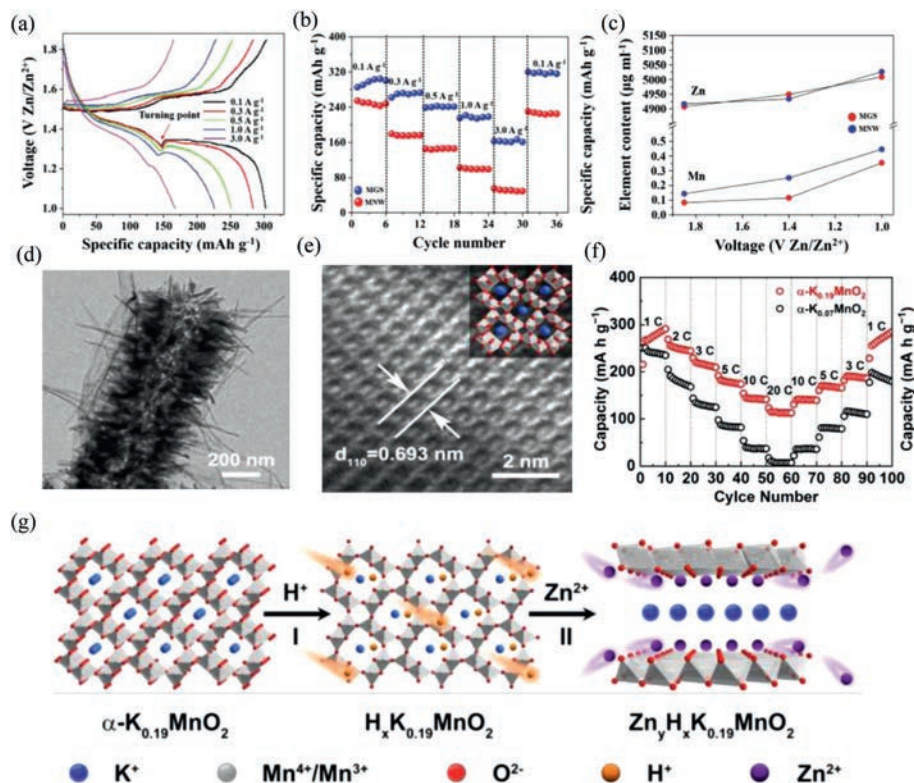 (a)
Voltage (V Zn/Zn²⁺)
1.8
1.6
1.4
1.2
1.0
Turning point
0.1 A g⁻¹
0.3 A g⁻¹
0.5 A g⁻¹
1.0 A g⁻¹
3.0 A g⁻¹
0 50 100 150 200 250 300
Specific capacity (mAh g⁻¹)
(b)
Specific capacity (mAh g⁻¹)
400
320
240
160
80
0
0.1 A g⁻¹
0.3 A g⁻¹
0.5 A g⁻¹
1.0 A g⁻¹
3.0 A g⁻¹
0.1 A g⁻¹
MGS
MNW
0 6 12 18 24 30 36
Cycle number
Specific capacity (mAh g⁻¹)
(c)
Element content (µg ml⁻¹)
5150
5100
5050
5000
4950
4900
0.5
0.4
0.3
0.2
0.1
0.0
Zn
Mn
MGS
MNW
1.8 1.6 1.4 1.2 1.0
Voltage (V Zn/Zn²⁺)
(d)
200 nm
(e)
d₁₁₀=0.693 nm
2 nm
(f)
Capacity (mA h g⁻¹)
400
300
200
100
0
α-K₀.₁₉MnO₂
α-K₀.₀₇MnO₂
1 C
2 C
3 C
5 C
10 C
20 C
10 C
5 C
3 C
1 C
0 10 20 30 40 50 60 70 80 90 100
Cylce Number
Capacity (mA h g⁻¹)
(g)
H⁺
I
Zn²⁺
II
α-K₀.₁₉MnO₂
HₓK₀.₁₉MnO₂
ZnᵧHₓK₀.₁₉MnO₂
K⁺
Mn⁴⁺/Mn³⁺
O²⁻
H⁺
Zn²⁺